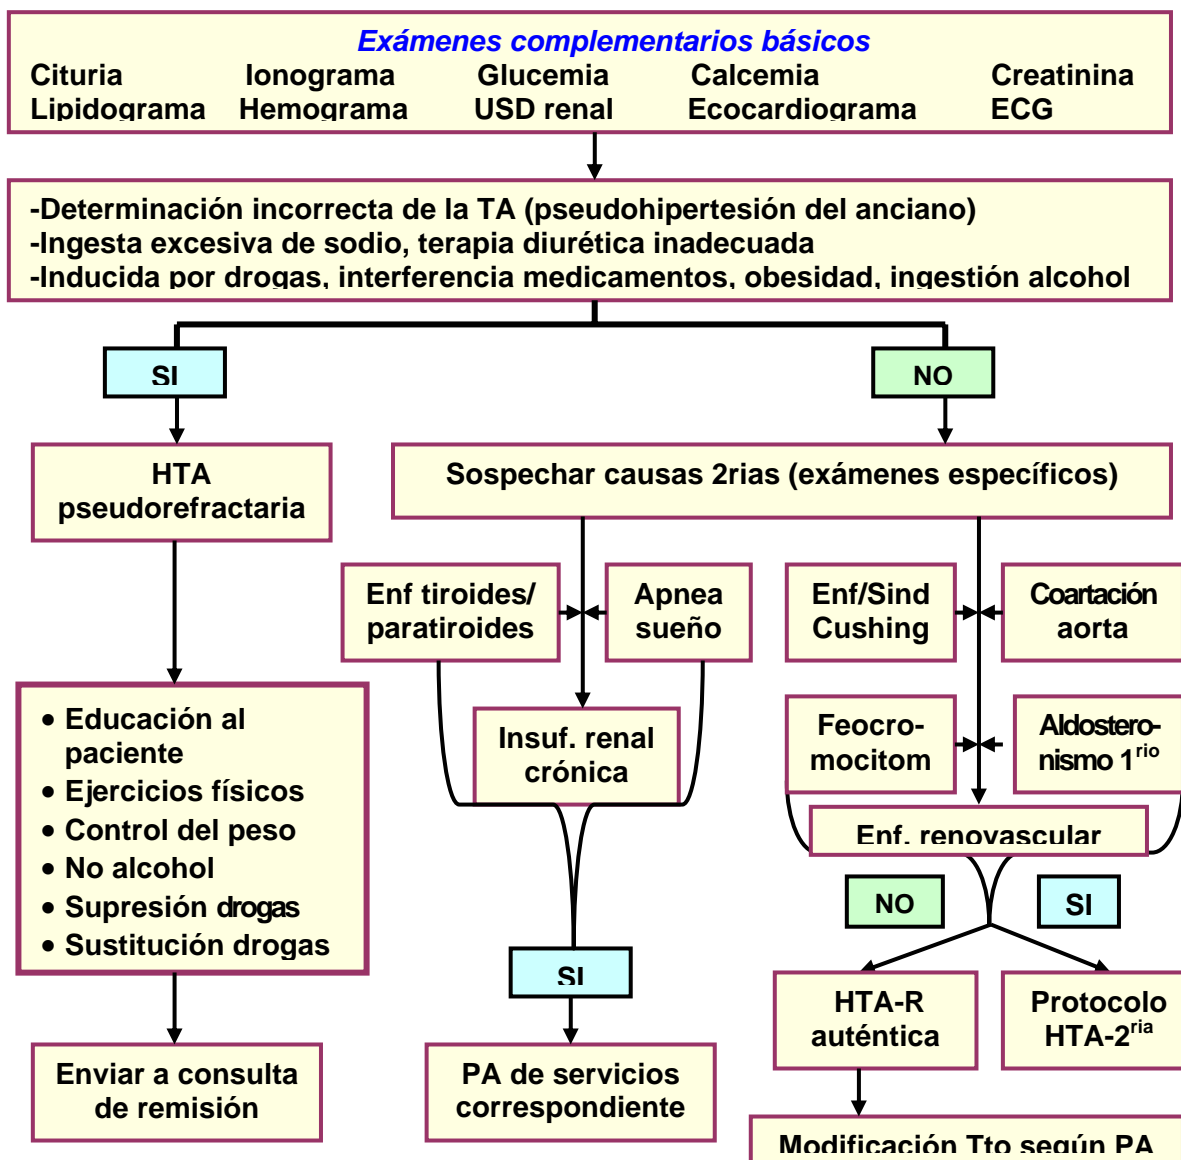 Exámenes complementarios básicos
Cituria Ionograma Glucemia Calcemia Creatinina
Lipidograma Hemograma USD renal Ecocardiograma ECG
-Determinación incorrecta de la TA (pseudohipertesión del anciano)
-Ingesta excesiva de sodio, terapia diurética inadecuada
-Inducida por drogas, interferencia medicamentos, obesidad, ingestión alcohol
SI
NO
HTA
pseudorefractaria
Sospechar causas 2rias (exámenes específicos)
Enf tiroides/
paratiroides
Apnea
sueño
Enf/Sind
Cushing
Coartación
aorta
• Educación al
paciente
• Ejercicios físicos
• Control del peso
• No alcohol
• Supresión drogas
• Sustitución drogas
Insuf. renal
crónica
Feocro-
mocitom
Aldostero-
nismo 1rio
Enf. renovascular
NO
SI
SI
HTA-R
auténtica
Protocolo
HTA-2ria
Enviar a consulta
de remisión
PA de servicios
correspondiente
Modificación Tto según PA